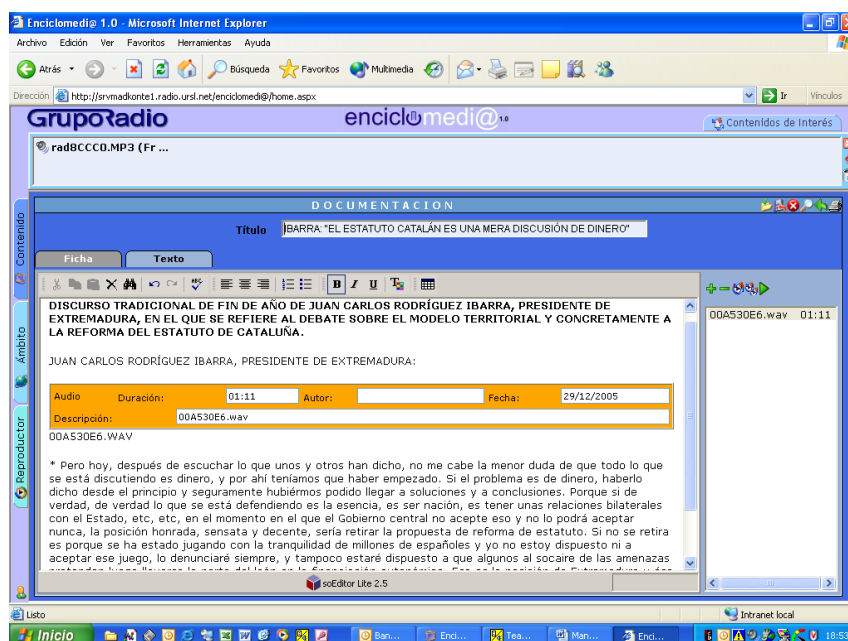 Enciclomedi@ 1.0 - Microsoft Internet Explorer
Archivo Edición Ver Favoritos Herramientas Ayuda
Atrás Búsqueda Favoritos Multimedia
Dirección http://srvmadkonte1.radio.ursl.net/enciclomedi@/home.aspx Ir Vínculos
GrupoRadio enciclomedi@ 1.0 Contenidos de Interés
rad8CCC0.MP3 (Fr ...
DOCUMENTACION
Título IBARRA: "EL ESTATUTO CATALÁN ES UNA MERA DISCUSIÓN DE DINERO"
Contenido
Ámbito
Reproductor
Ficha Texto
B I U
00A530E6.wav 01:11
DISCURSO TRADICIONAL DE FIN DE AÑO DE JUAN CARLOS RODRÍGUEZ IBARRA, PRESIDENTE DE
EXTREMADURA, EN EL QUE SE REFIERE AL DEBATE SOBRE EL MODELO TERRITORIAL Y CONCRETAMENTE A
LA REFORMA DEL ESTATUTO DE CATALUÑA.
JUAN CARLOS RODRÍGUEZ IBARRA, PRESIDENTE DE EXTREMADURA:
Audio Duración: 01:11 Autor: Fecha: 29/12/2005
Descripción: 00A530E6.wav
00A530E6.WAV
* Pero hoy, después de escuchar lo que unos y otros han dicho, no me cabe la menor duda de que todo lo que
se está discutiendo es dinero, y por ahí teníamos que haber empezado. Si el problema es de dinero, haberlo
dicho desde el principio y seguramente hubiérmos podido llegar a soluciones y a conclusiones. Porque si de
verdad, de verdad lo que se está defendiendo es la esencia, es ser nación, es tener unas relaciones bilaterales
con el Estado, etc, etc, en el momento en el que el Gobierno central no acepte eso y no lo podrá aceptar
nunca, la posición honrada, sensata y decente, sería retirar la propuesta de reforma de estatuto. Si no se retira
es porque se ha estado jugando con la tranquilidad de millones de españoles y yo no estoy dispuesto ni a
aceptar ese juego, lo denunciaré siempre, y tampoco estaré dispuesto a que algunos al socaire de las amenazas
soEditor Lite 2.5
Listo Intranet local
Inicio Ban... Enci... Tea... Man... Enci... 18:53